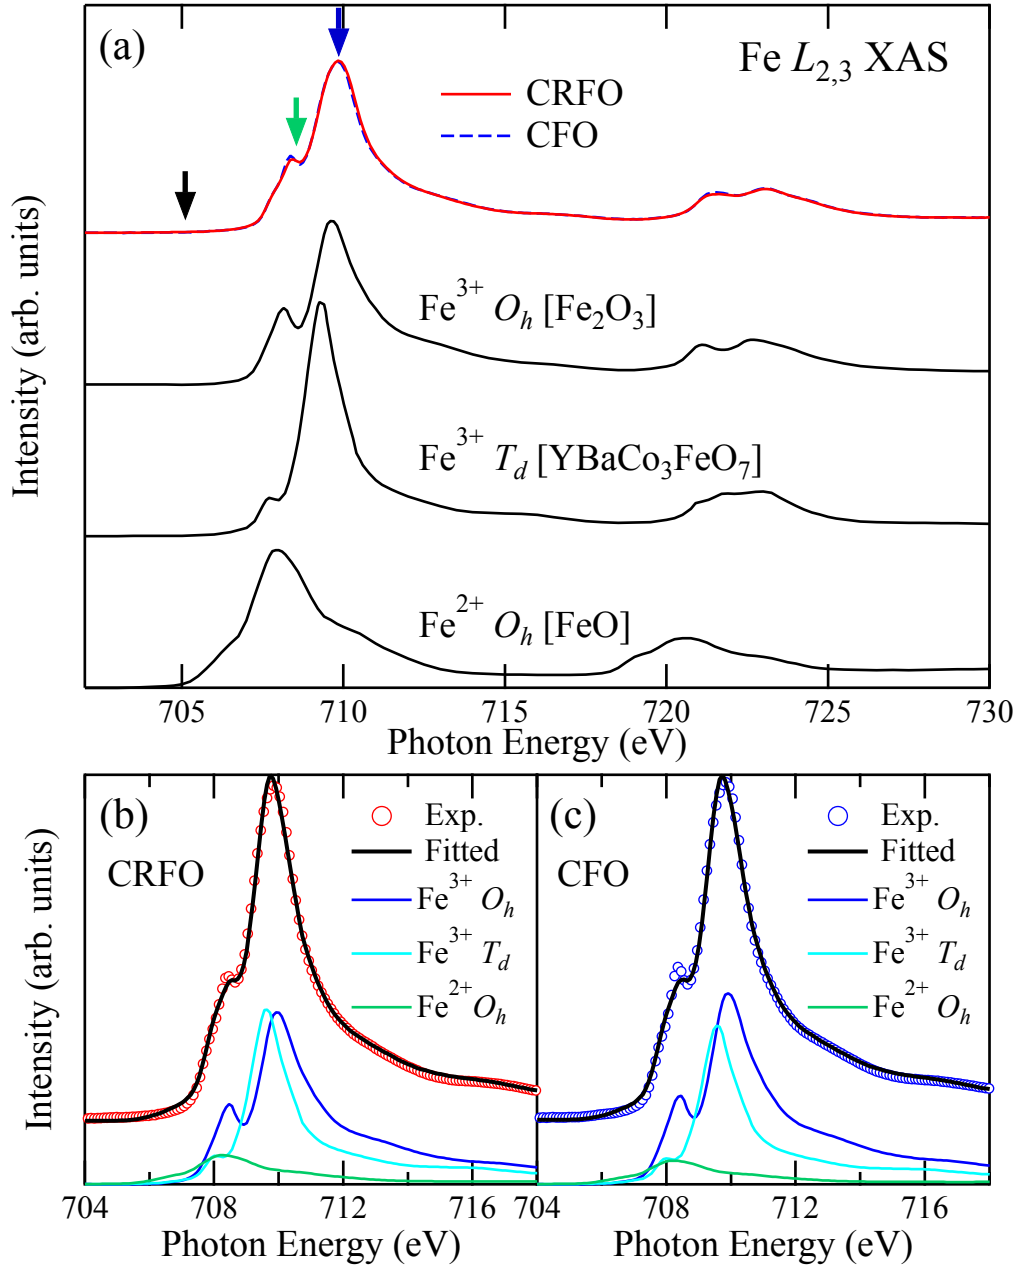 (a)
Fe L2,3 XAS
CRFO
CFO
Fe3+ Oh [Fe2O3]
Fe3+ Td [YBaCo3FeO7]
Fe2+ Oh [FeO]
Intensity (arb. units)
705 710 715 720 725 730
Photon Energy (eV)
(b)
CRFO
Exp.
Fitted
Fe3+ Oh
Fe3+ Td
Fe2+ Oh
(c)
CFO
Exp.
Fitted
Fe3+ Oh
Fe3+ Td
Fe2+ Oh
Intensity (arb. units)
704 708 712 716 704 708 712 716
Photon Energy (eV) Photon Energy (eV)